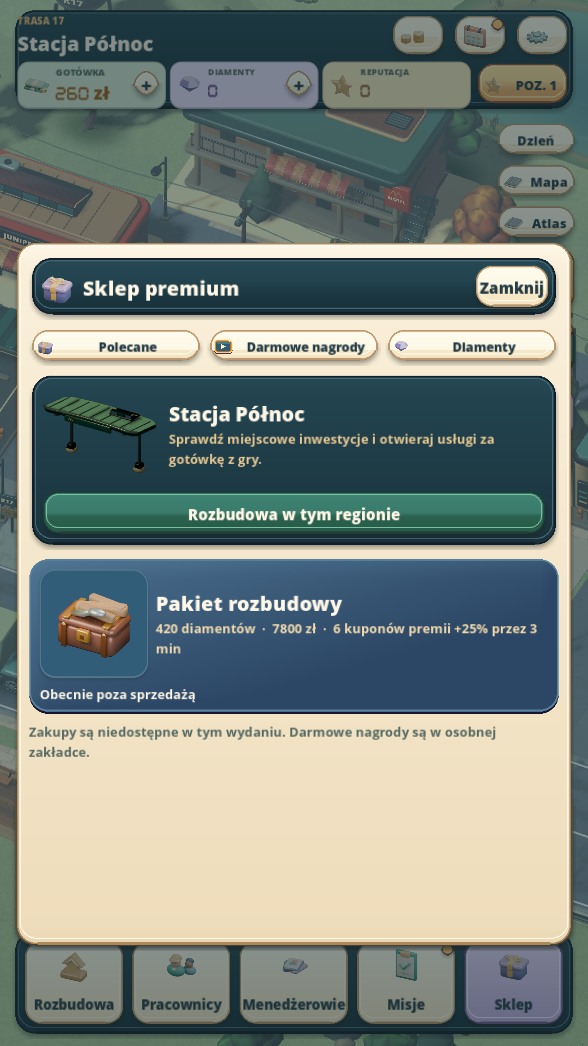 TRASA 17
Stacja Północ
GOTÓWKA
260 zł
+
DIAMENTY
0
+
REPUTACJA
0
POZ. 1
Dzień
Mapa
Atlas
MOTEL
Sklep premium
Zamknij
Polecane
Darmowe nagrody
Diamenty
Stacja Północ
Sprawdź miejscowe inwestycje i otwieraj usługi za
gotówkę z gry.
Rozbudowa w tym regionie
Pakiet rozbudowy
420 diamentów · 7800 zł · 6 kuponów premii +25% przez 3
min
Obecnie poza sprzedażą
Zakupy są niedostępne w tym wydaniu. Darmowe nagrody są w osobnej
zakładce.
Rozbudowa
Pracownicy
Menedżerowie
Misje
Sklep